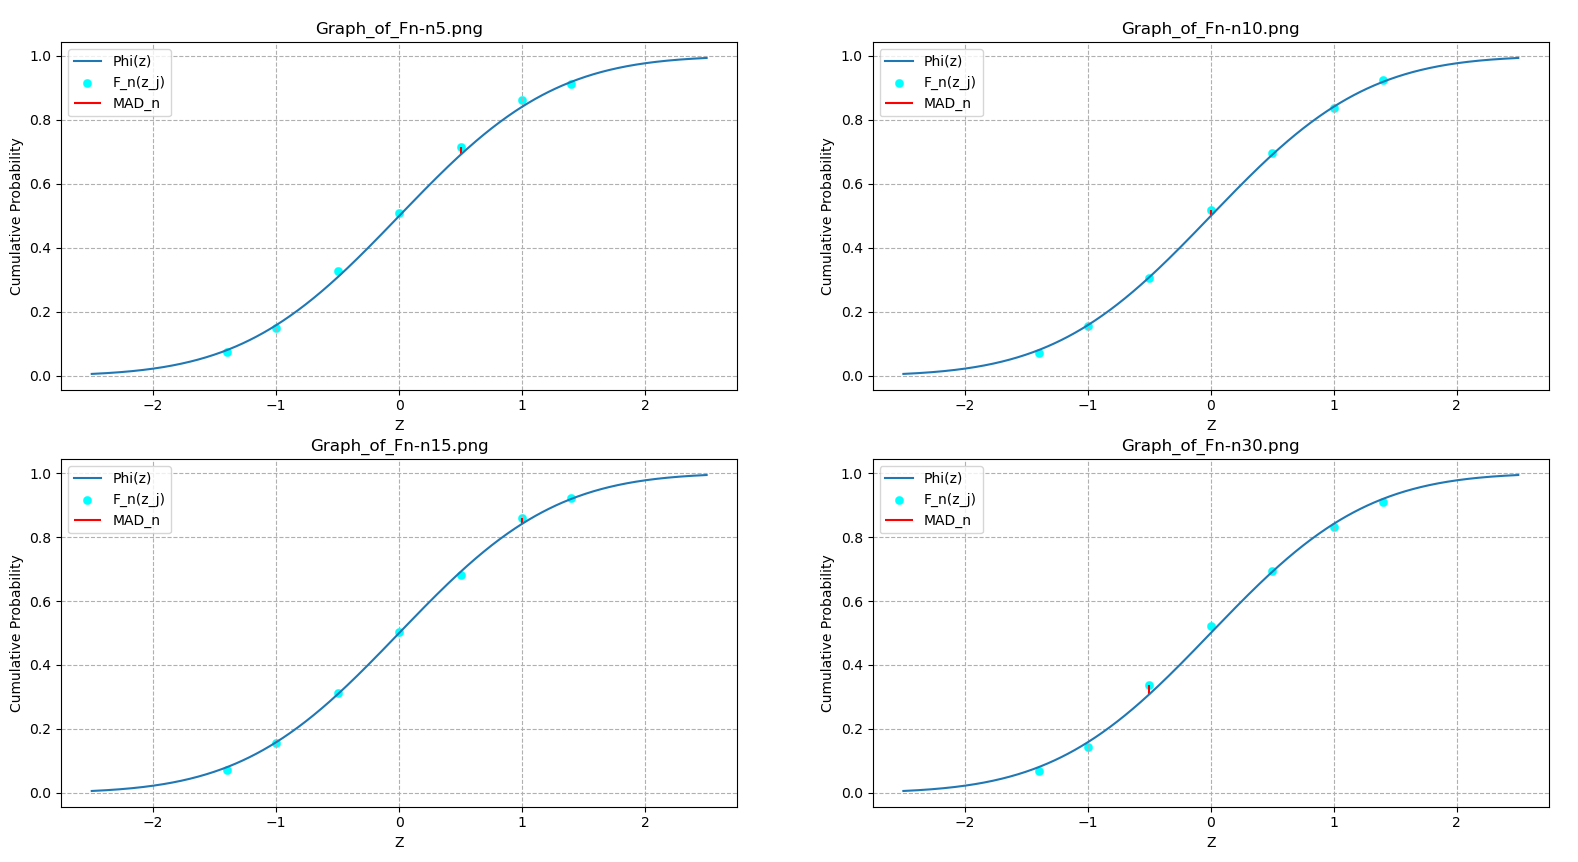 Graph_of_Fn-n5.png
Phi(z)
F_n(z_j)
MAD_n
Cumulative Probability
1.0
0.8
0.6
0.4
0.2
0.0
−2 −1 0 1 2
Z
Graph_of_Fn-n10.png
Phi(z)
F_n(z_j)
MAD_n
Cumulative Probability
1.0
0.8
0.6
0.4
0.2
0.0
−2 −1 0 1 2
Z
Graph_of_Fn-n15.png
Phi(z)
F_n(z_j)
MAD_n
Cumulative Probability
1.0
0.8
0.6
0.4
0.2
0.0
−2 −1 0 1 2
Z
Graph_of_Fn-n30.png
Phi(z)
F_n(z_j)
MAD_n
Cumulative Probability
1.0
0.8
0.6
0.4
0.2
0.0
−2 −1 0 1 2
Z